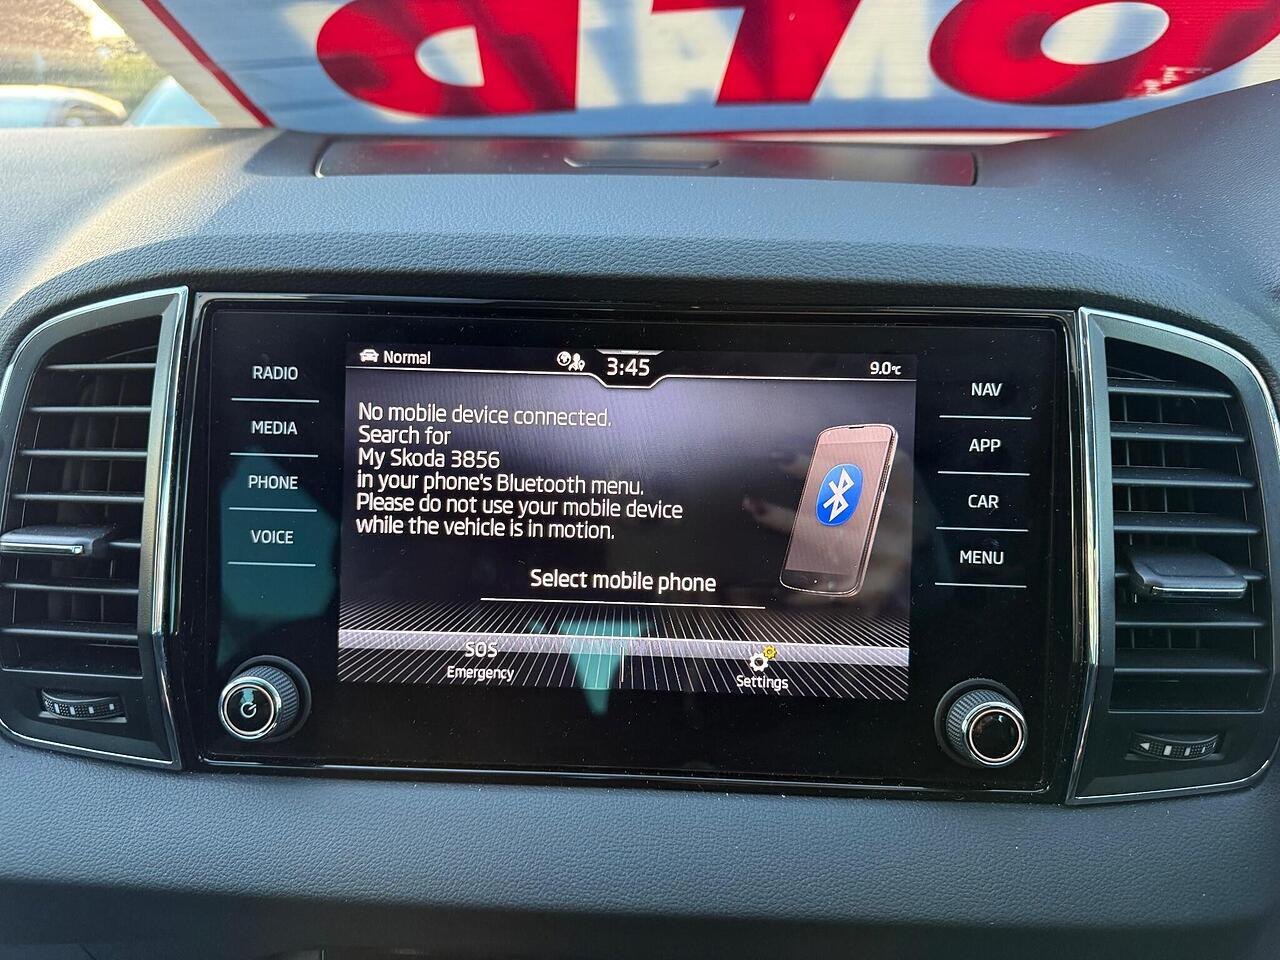 RADIO
MEDIA
PHONE
VOICE
Normal
3:45
9.0°C
No mobile device connected.
Search for
My Skoda 3856
in your phone's Bluetooth menu.
Please do not use your mobile device
while the vehicle is in motion.
Select mobile phone
SOS
Emergency
Settings
NAV
APP
CAR
MENU